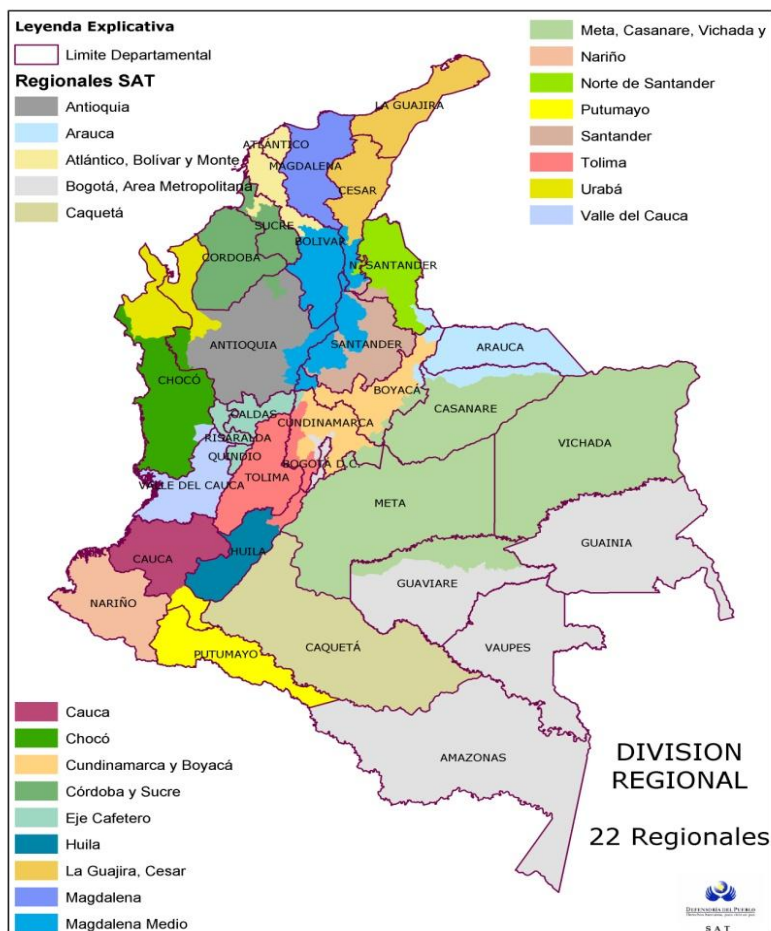 Leyenda Explicativa
Limite Departamental
Regionales SAT
Antioquia
Arauca
Atlántico, Bolívar y Monte
Bogotá, Area Metropolitana
Caquetá
Meta, Casanare, Vichada y
Nariño
Norte de Santander
Putumayo
Santander
Tolima
Urabá
Valle del Cauca
LA GUAJIRA
ATLÁNTICO
MAGDALENA
CESAR
SUCRE
BOLIVAR
CORDOBA
N. SANTANDER
ANTIOQUIA
SANTANDER
ARAUCA
CHOCÓ
BOYACÁ
CASANARE
CALDAS
CUNDINAMARCA
VICHADA
RISARALDA
QUINDIO
BOGOTÁ D.C.
VALLE DEL CAUCA
TOLIMA
META
GUAINIA
CAUCA
HUILA
GUAVIARE
NARIÑO
CAQUETÁ
VAUPES
PUTUMAYO
AMAZONAS
Cauca
Chocó
Cundinamarca y Boyacá
Córdoba y Sucre
Eje Cafetero
Huila
La Guajira, Cesar
Magdalena
Magdalena Medio
DIVISION
REGIONAL
22 Regionales
DEFENSORÍA DEL PUEBLO
SAT